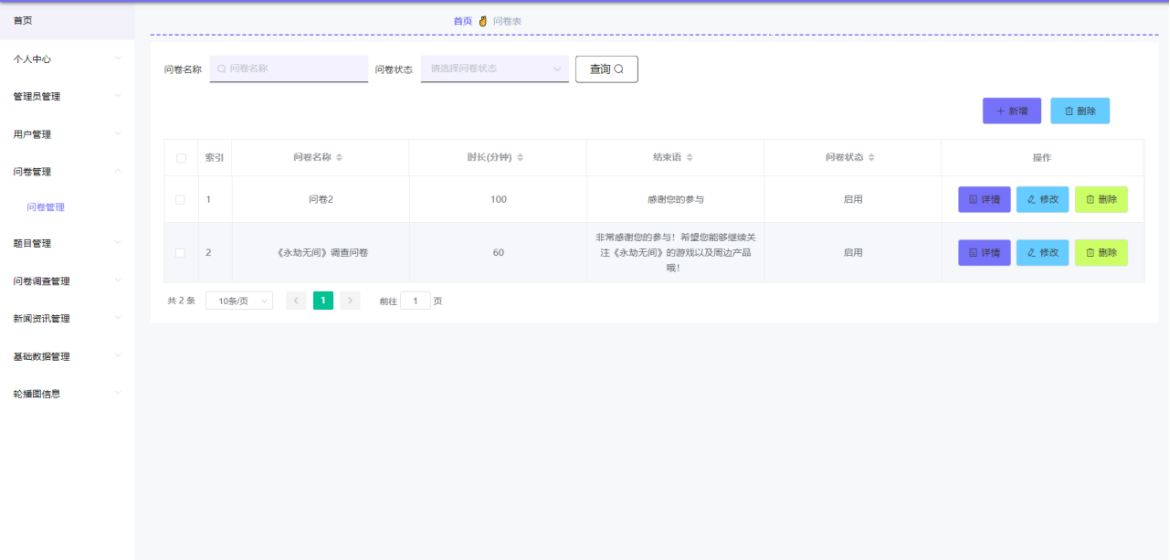 首页
个人中心
管理员管理
用户管理
问卷管理
问卷管理
题目管理
问卷调查管理
新闻资讯管理
基础数据管理
轮播图信息
首页 问卷表
问卷名称 问卷名称 问卷状态 请选择问卷状态 查询
新增 删除
索引 问卷名称 时长(分钟) 结束语 问卷状态 操作
1 问卷2 100 感谢您的参与 启用 详情 修改 删除
2 《永劫无间》调查问卷 60 非常感谢您的参与！希望您能够继续关
注《永劫无间》的游戏以及周边产品
哦！ 启用 详情 修改 删除
共 2 条 10条/页 1 前往 1 页